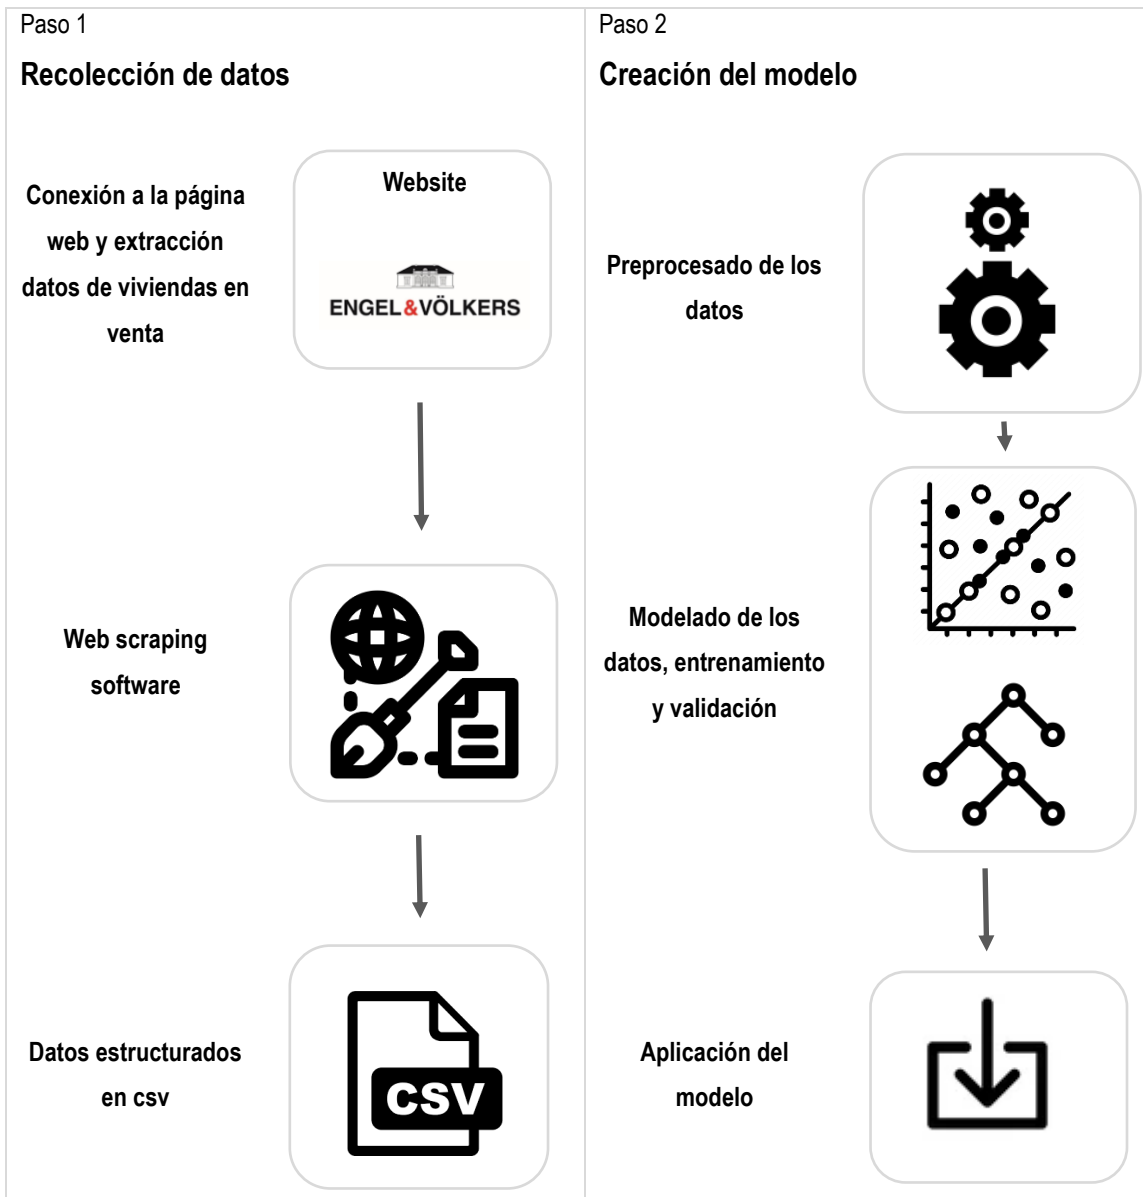 Paso 1
Recolección de datos
Conexión a la página
web y extracción
datos de viviendas en
venta
Website
ENGEL&VÖLKERS
Web scraping
software
Datos estructurados
en csv
CSV
Paso 2
Creación del modelo
Preprocesado de los
datos
Modelado de los
datos, entrenamiento
y validación
Aplicación del
modelo